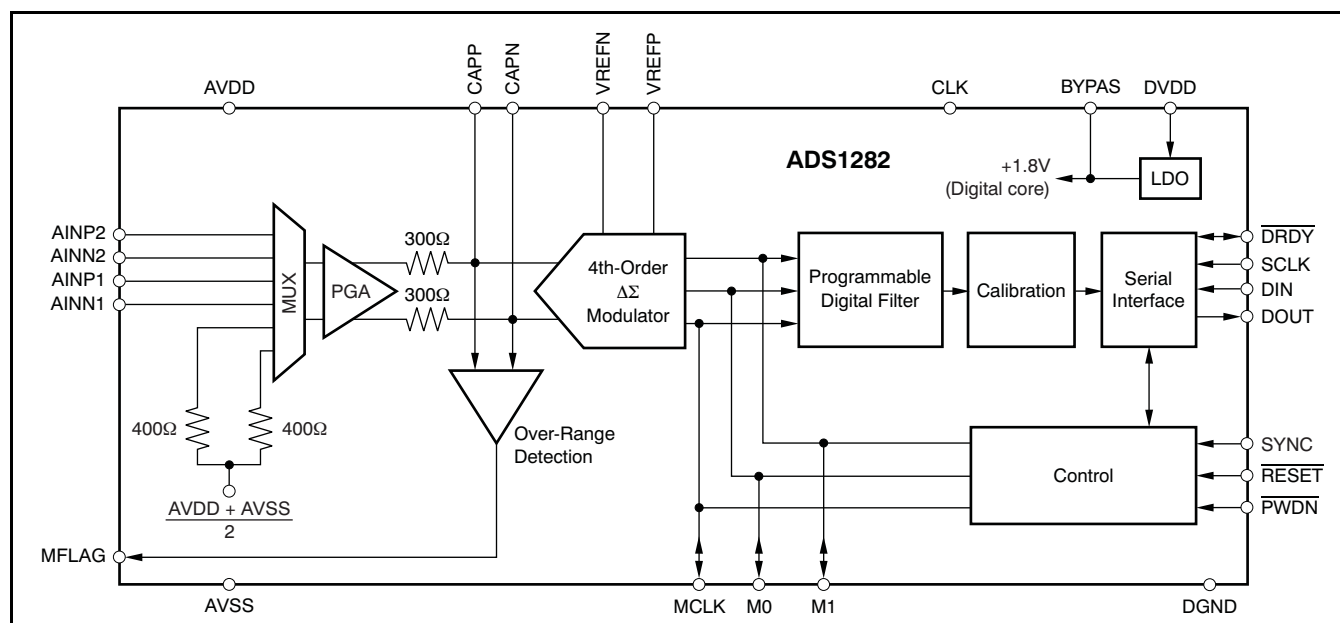 AVDD
CAPP
CAPN
VREFN
VREFP
CLK
BYPAS
DVDD
ADS1282
+1.8V
(Digital core)
LDO
AINP2
AINN2
AINP1
AINN1
MUX
PGA
300Ω
300Ω
4th-Order
ΔΣ
Modulator
Programmable
Digital Filter
Calibration
Serial
Interface
DRDY
SCLK
DIN
DOUT
400Ω
400Ω
Over-Range
Detection
AVDD + AVSS
2
Control
SYNC
RESET
PWDN
MFLAG
AVSS
MCLK
M0
M1
DGND